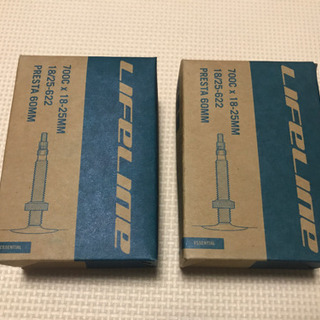 LIFELINE
700C x 18-25MM
18/25-622
PRESTA 60MM
ESSENTIAL
LIFELINE
700C x 18-25MM
18/25-622
PRESTA 60MM
ESSENTIAL